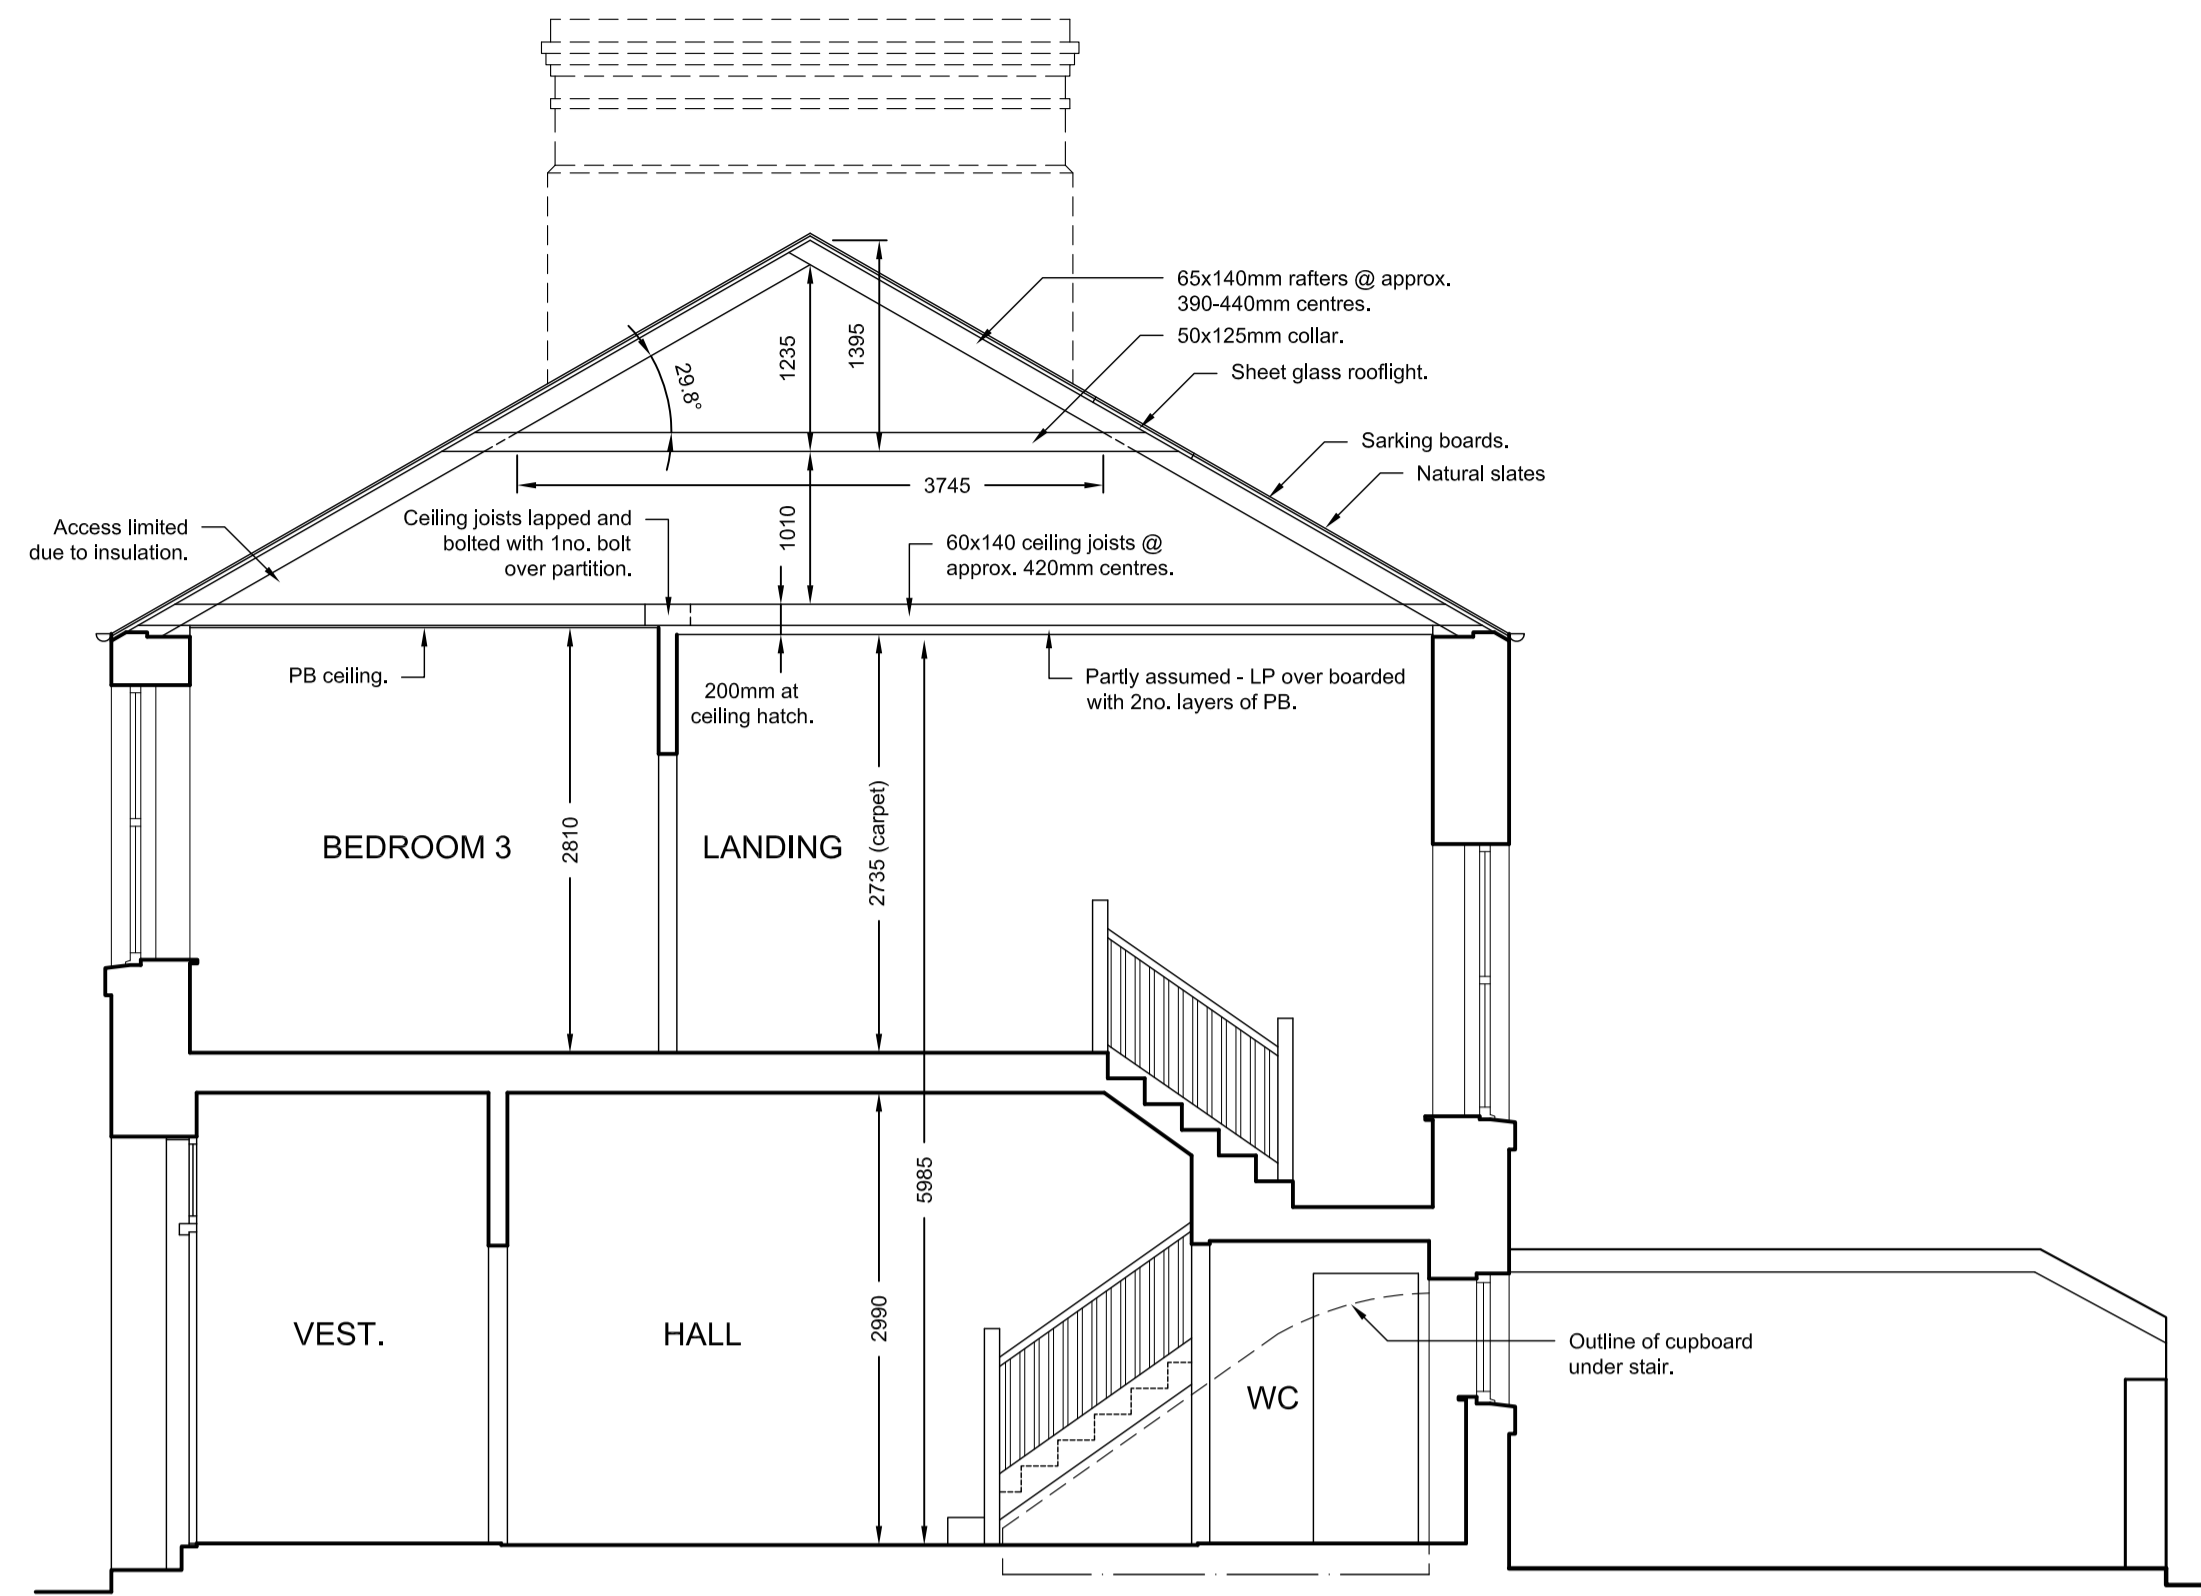 65x140mm rafters @ approx.
390-440mm centres.
50x125mm collar.
Sheet glass rooflight.
Sarking boards.
Natural slates
1235
1395
29.8°
3745
1010
Access limited
due to insulation.
Ceiling joists lapped and
bolted with 1no. bolt
over partition.
60x140 ceiling joists @
approx. 420mm centres.
PB ceiling.
200mm at
ceiling hatch.
Partly assumed - LP over boarded
with 2no. layers of PB.
BEDROOM 3
2810
LANDING
2735 (carpet)
5985
2990
VEST.
HALL
WC
Outline of cupboard
under stair.